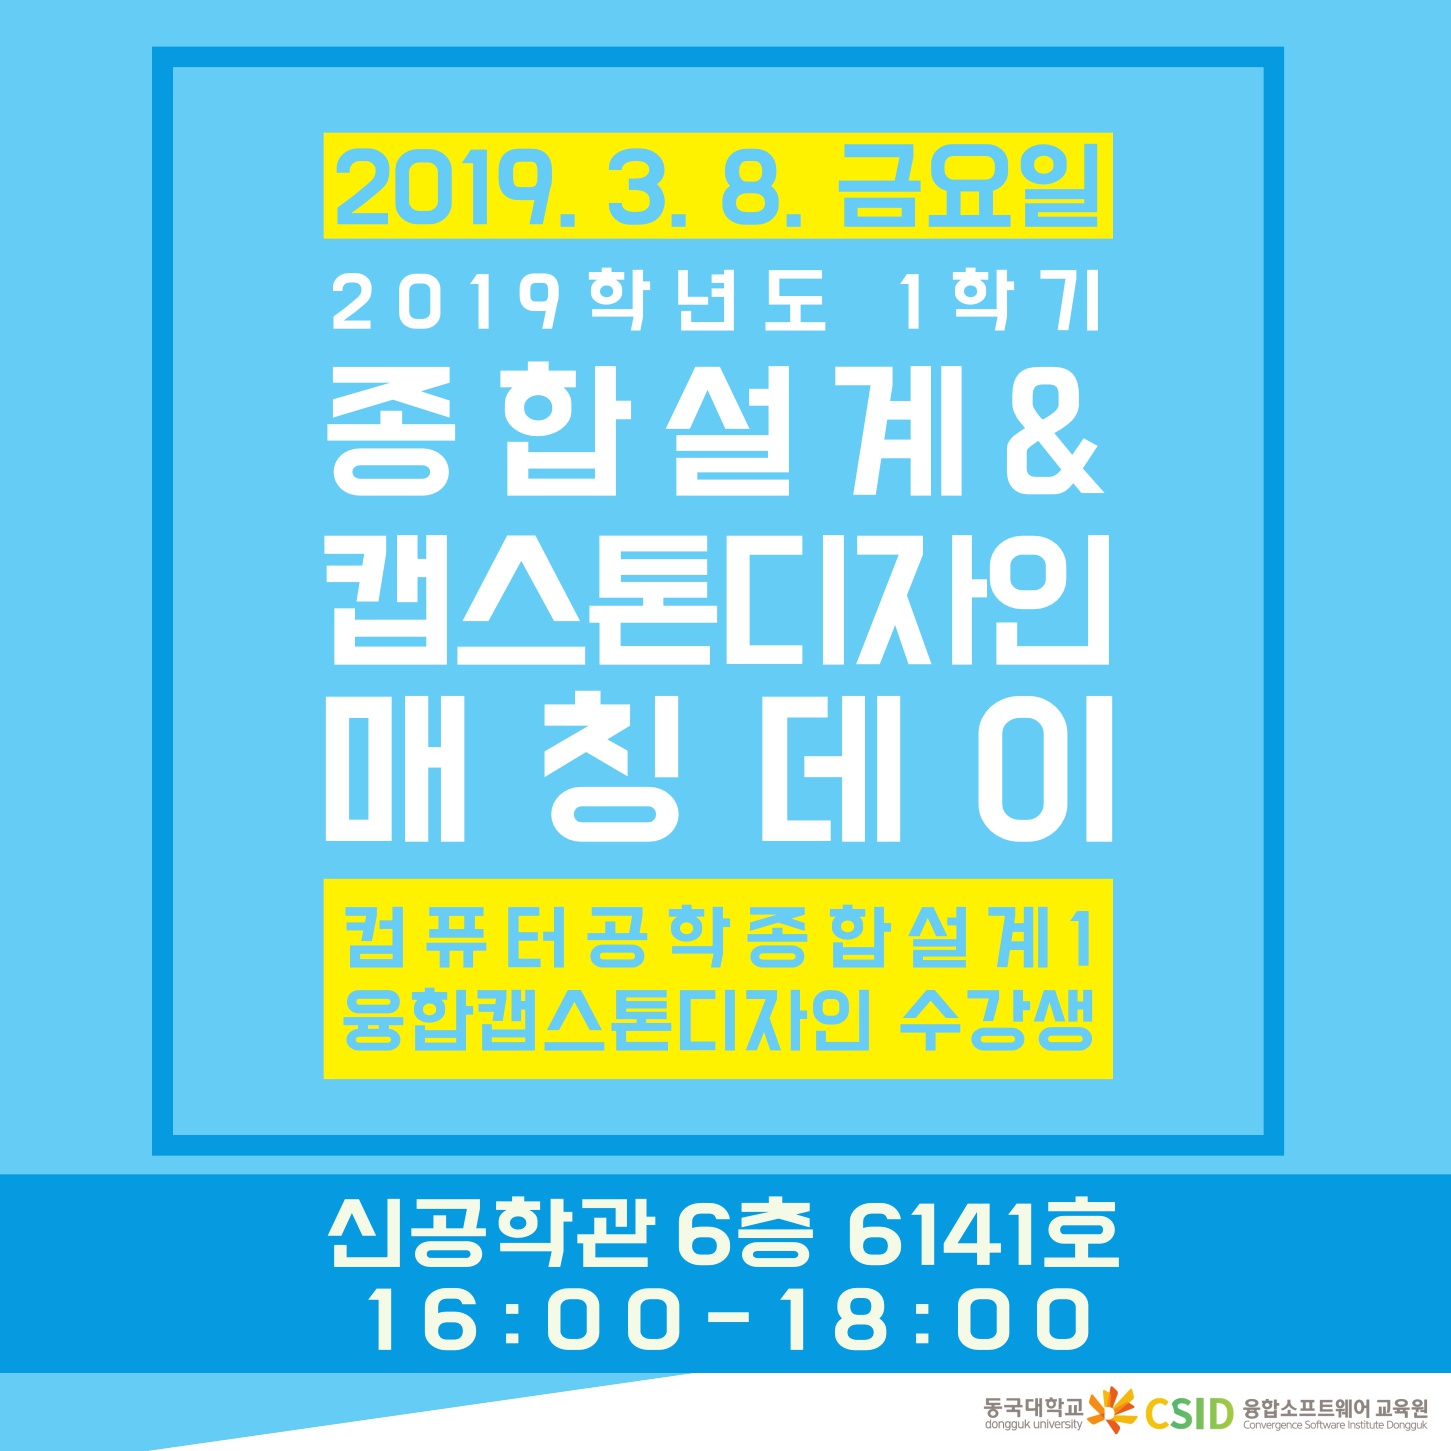 2019. 3. 8. 금요일
2019학년도 1학기
종합설계&
캡스톤디자인
매칭데이
컴퓨터공학종합설계1
융합캡스톤디자인 수강생
신공학관 6층 6141호
16:00-18:00
동국대학교
dongguk university
CSID
융합소프트웨어 교육원
Convergence Software Institute Dongguk